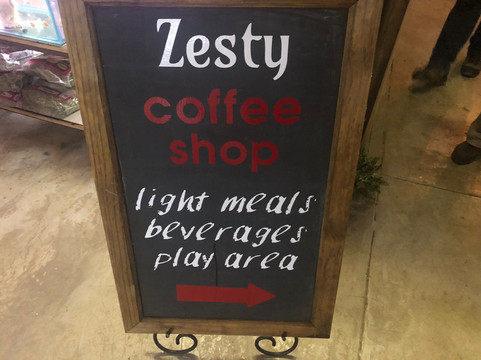 Zesty
coffee
shop
light meals
beverages
play area